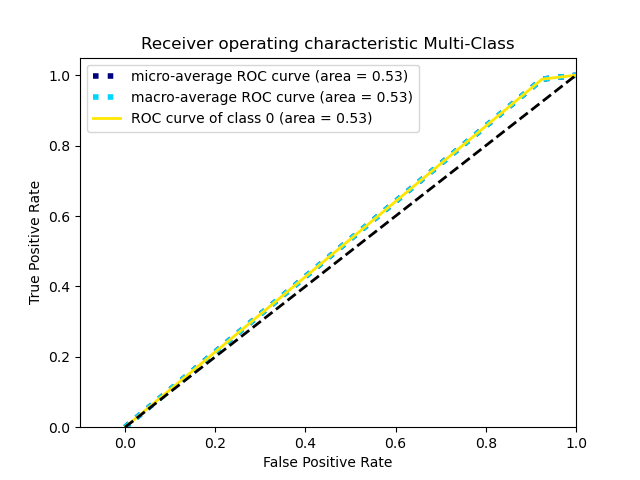 Receiver operating characteristic Multi-Class
micro-average ROC curve (area = 0.53)
macro-average ROC curve (area = 0.53)
ROC curve of class 0 (area = 0.53)
1.0
0.8
0.6
0.4
0.2
0.0
True Positive Rate
0.0 0.2 0.4 0.6 0.8 1.0
False Positive Rate